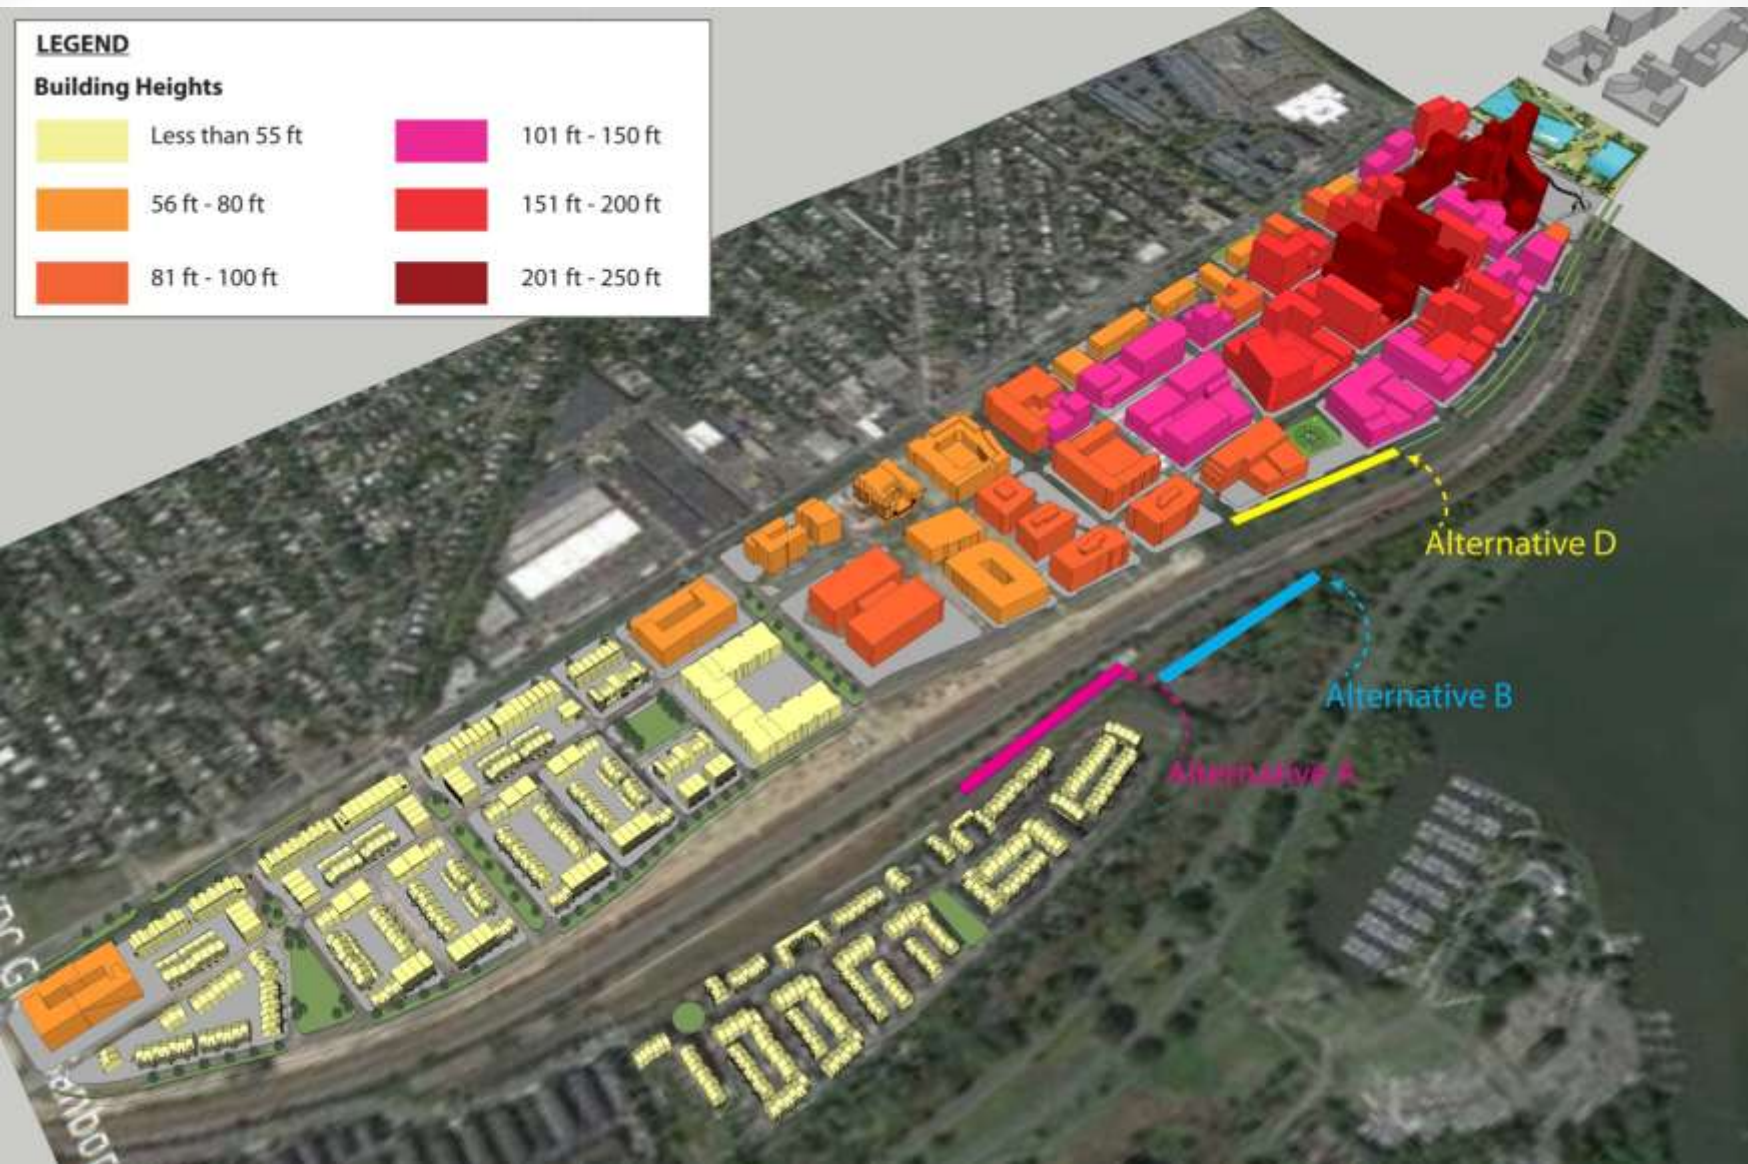 LEGEND
Building Heights
Less than 55 ft
101 ft - 150 ft
56 ft - 80 ft
151 ft - 200 ft
81 ft - 100 ft
201 ft - 250 ft
Alternative D
Alternative B
Alternative A